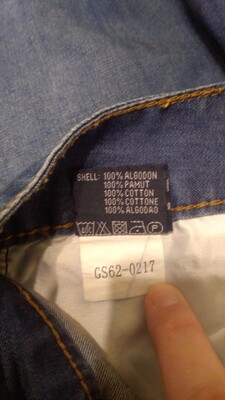 SHELL: 100% ALGODON
100% PAMUT
100% COTTON
100% COTTONE
100% ALGODAO
P
GS62-0217